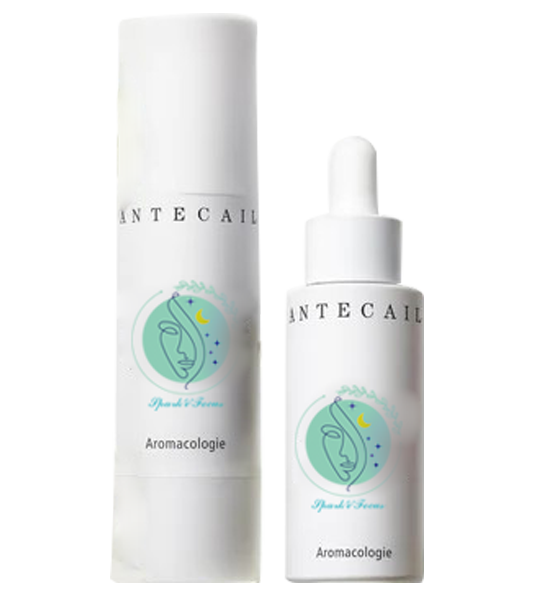 ANTECAIL
Spark & Focus
Aromacologie
ANTECAIL
Spark & Focus
Aromacologie